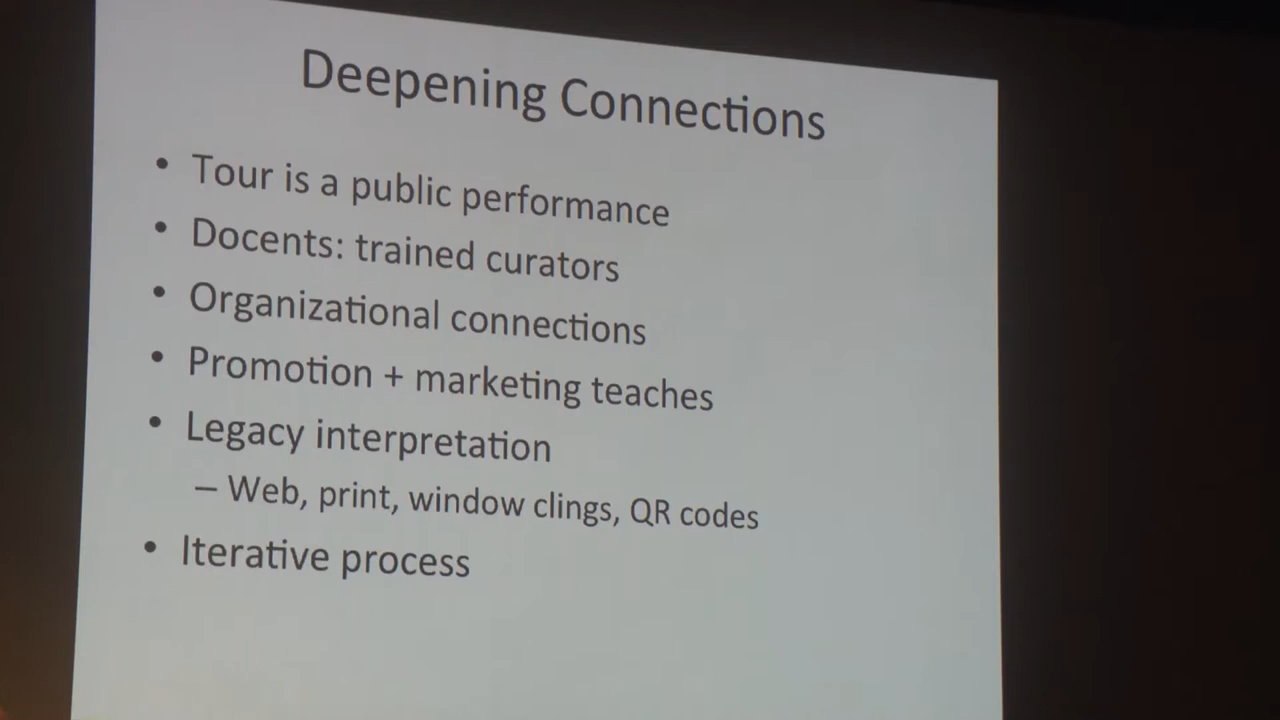 Deepening Connections
• Tour is a public performance
• Docents: trained curators
• Organizational connections
• Promotion + marketing teaches
• Legacy interpretation
– Web, print, window clings, QR codes
• Iterative process